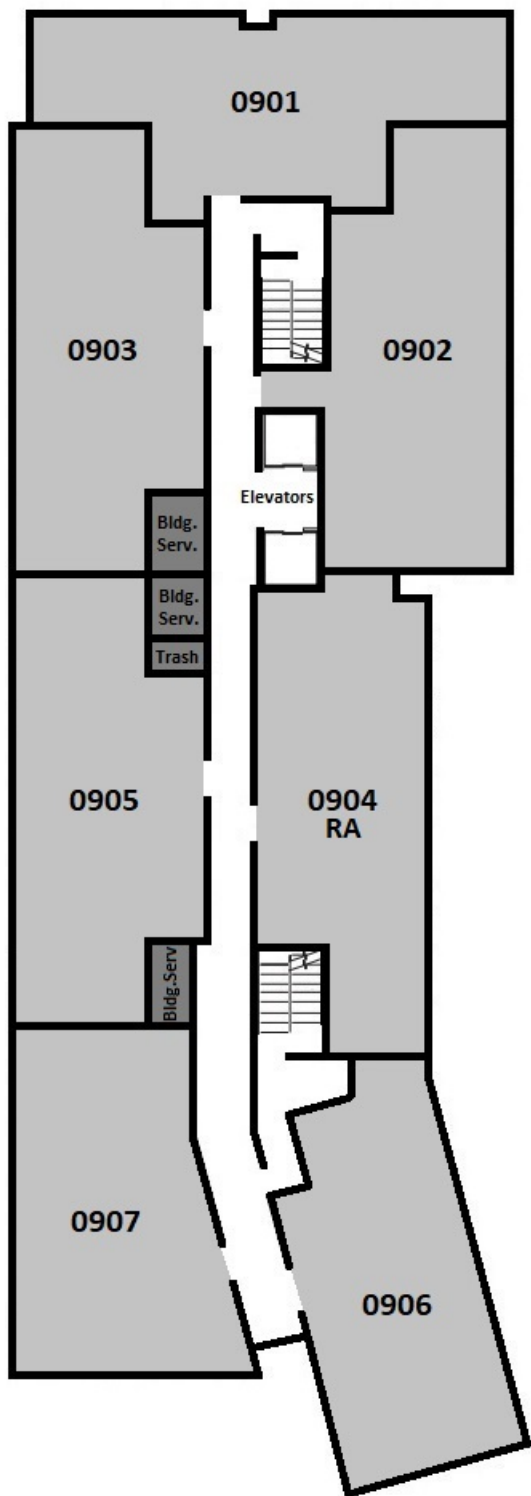 0901
0903
0902
Elevators
Bldg.
Serv.
Bldg.
Serv.
Trash
0905
0904
RA
Bldg.Serv
0907
0906